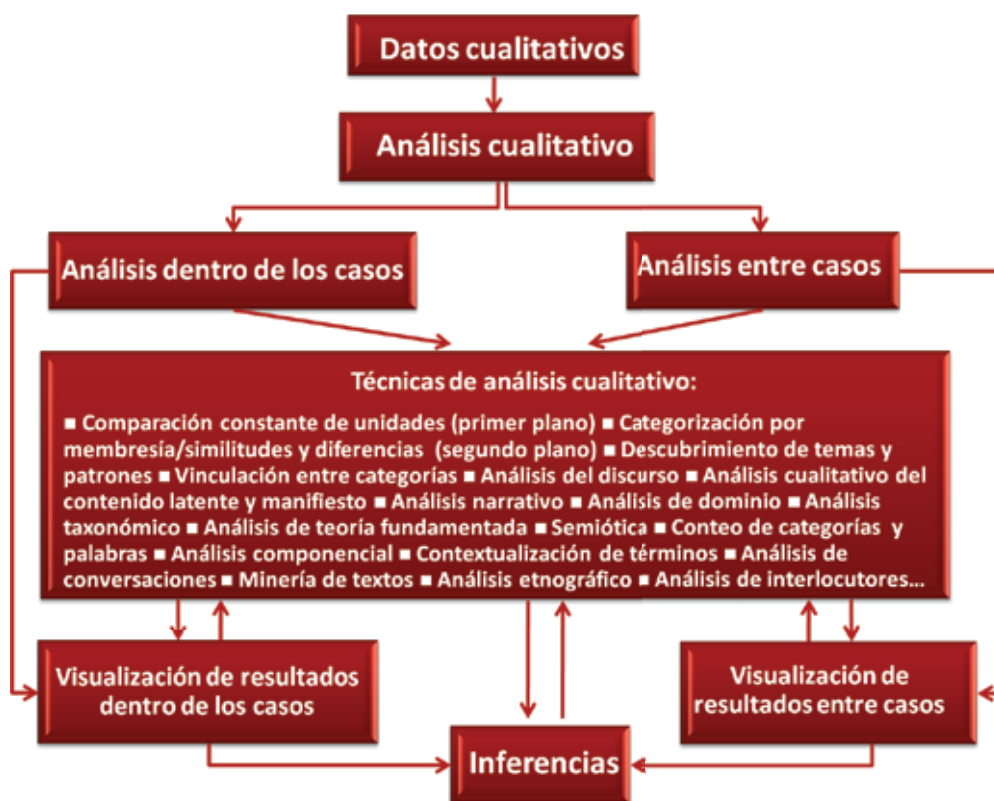 Datos cualitativos
Análisis cualitativo
Análisis dentro de los casos
Análisis entre casos
Técnicas de análisis cualitativo:
■ Comparación constante de unidades (primer plano) ■ Categorización por
membresía/similitudes y diferencias (segundo plano) ■ Descubrimiento de temas y
patrones ■ Vinculación entre categorías ■ Análisis del discurso ■ Análisis cualitativo del
contenido latente y manifiesto ■ Análisis narrativo ■ Análisis de dominio ■ Análisis
taxonómico ■ Análisis de teoría fundamentada ■ Semiótica ■ Conteo de categorías y
palabras ■ Análisis componencial ■ Contextualización de términos ■ Análisis de
conversaciones ■ Minería de textos ■ Análisis etnográfico ■ Análisis de interlocutores...
Visualización de resultados
dentro de los casos
Visualización de
resultados entre casos
Inferencias